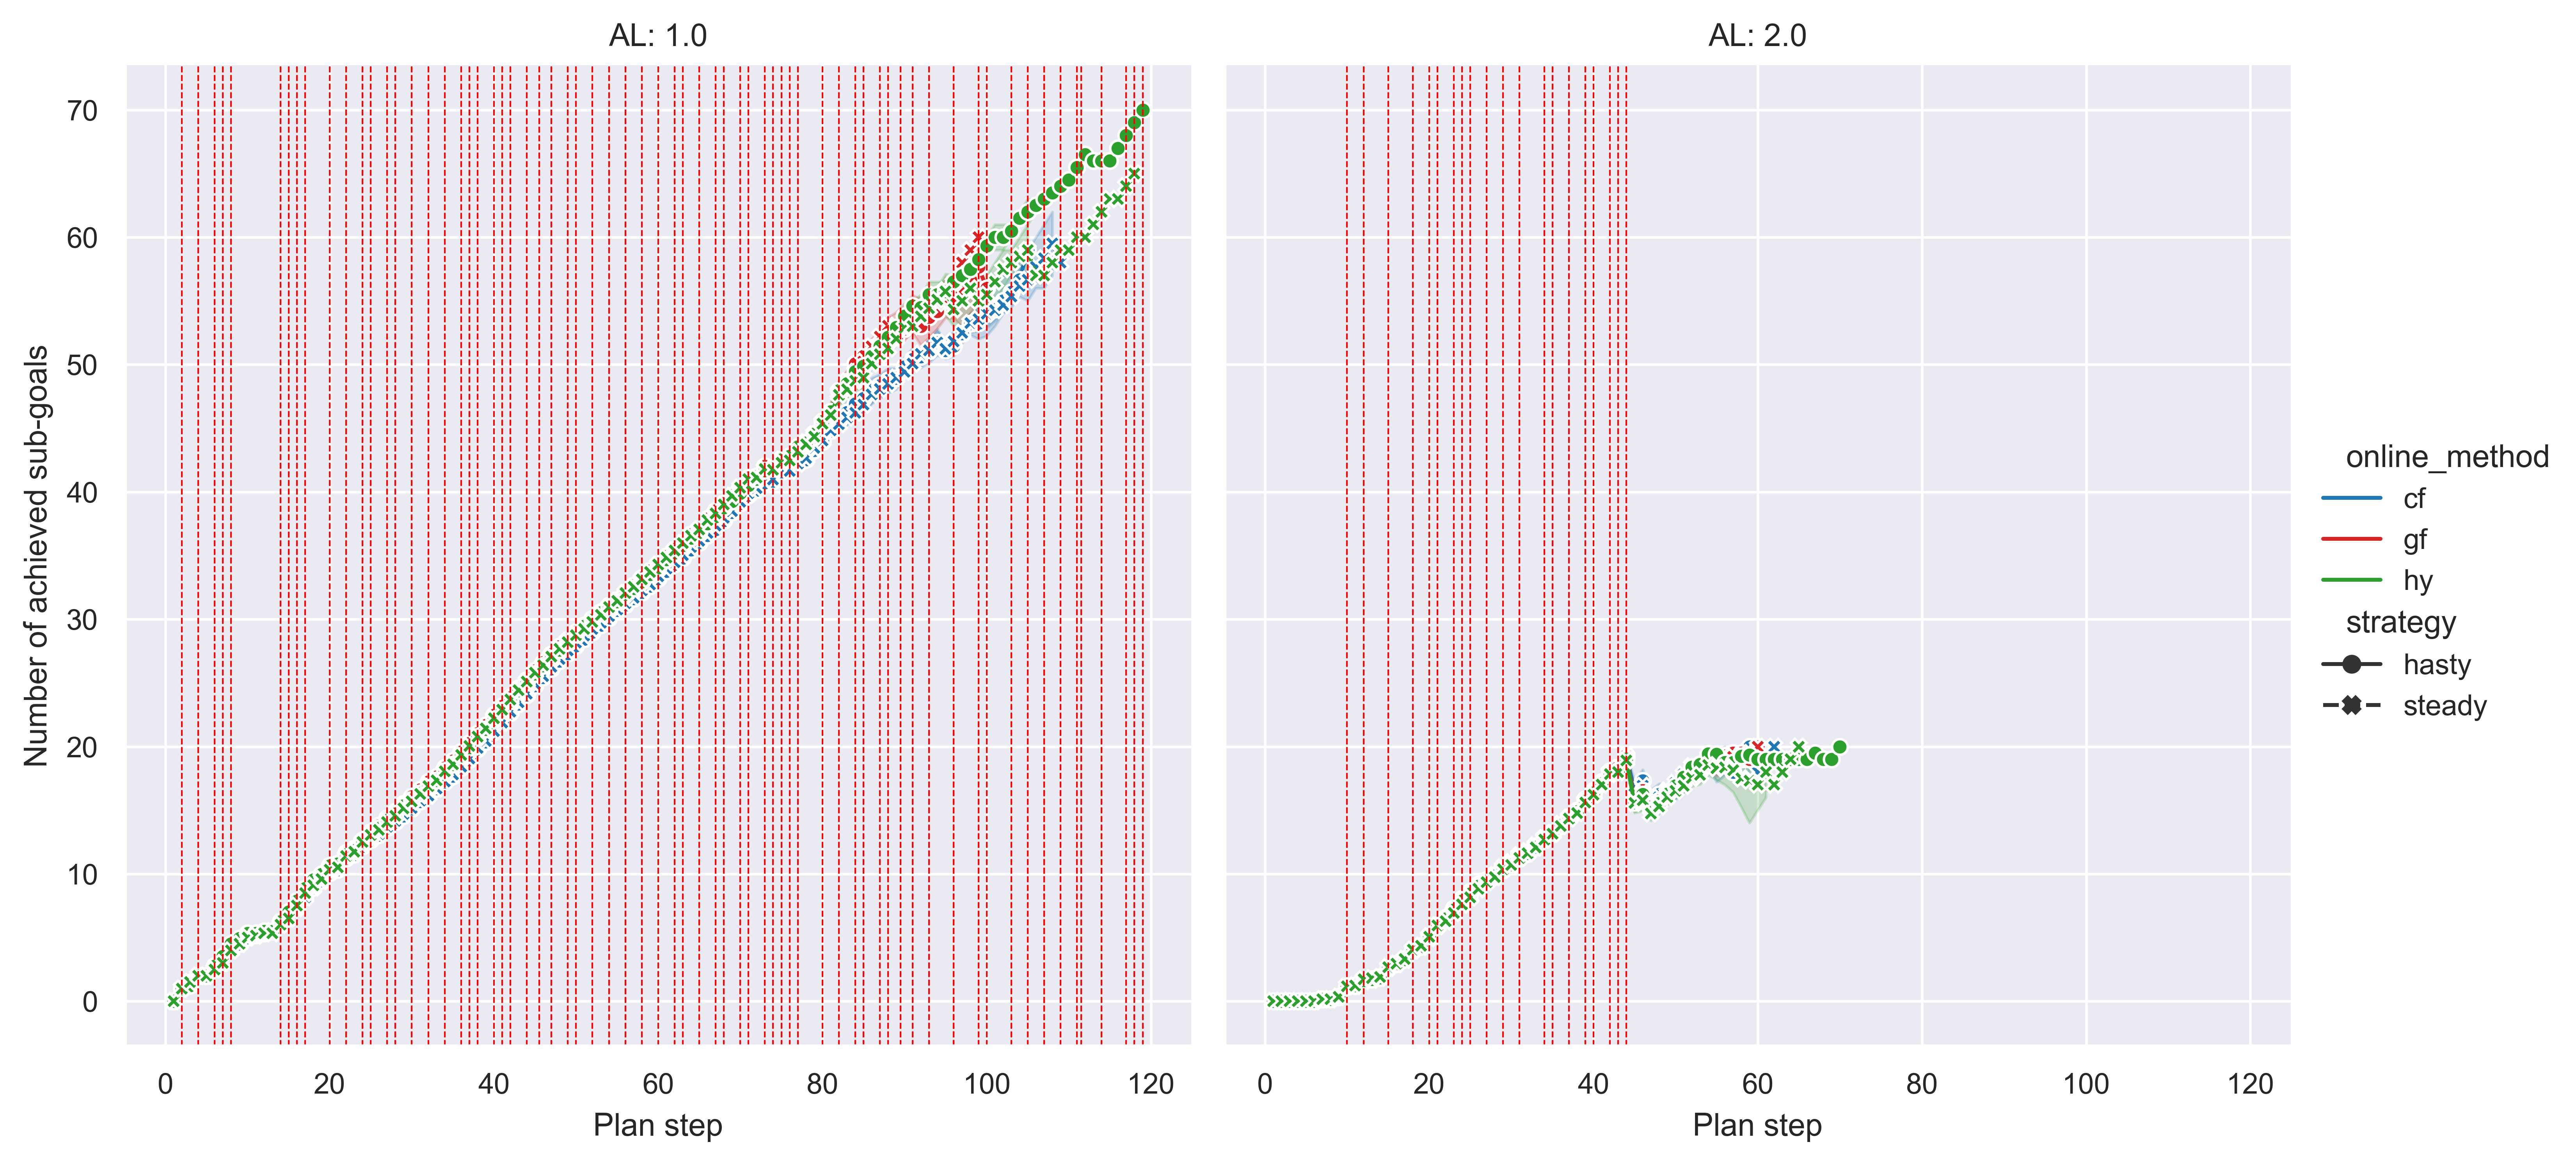 AL: 1.0
AL: 2.0
Number of achieved sub-goals
70
60
50
40
30
20
10
0
0 20 40 60 80 100 120
0 20 40 60 80 100 120
Plan step
Plan step
online_method
cf
gf
hy
strategy
hasty
steady